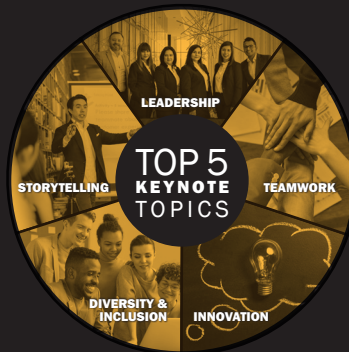 LEADERSHIP
TOP 5
KEYNOTE
TOPICS
STORYTELLING
TEAMWORK
DIVERSITY &
INCLUSION
INNOVATION